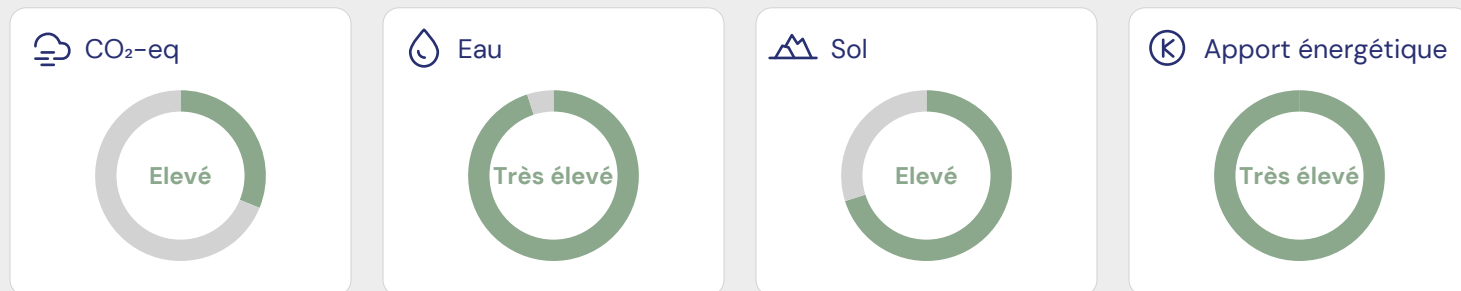 CO₂-eq
Elevé
Eau
Très élevé
Sol
Elevé
Apport énergétique
Très élevé